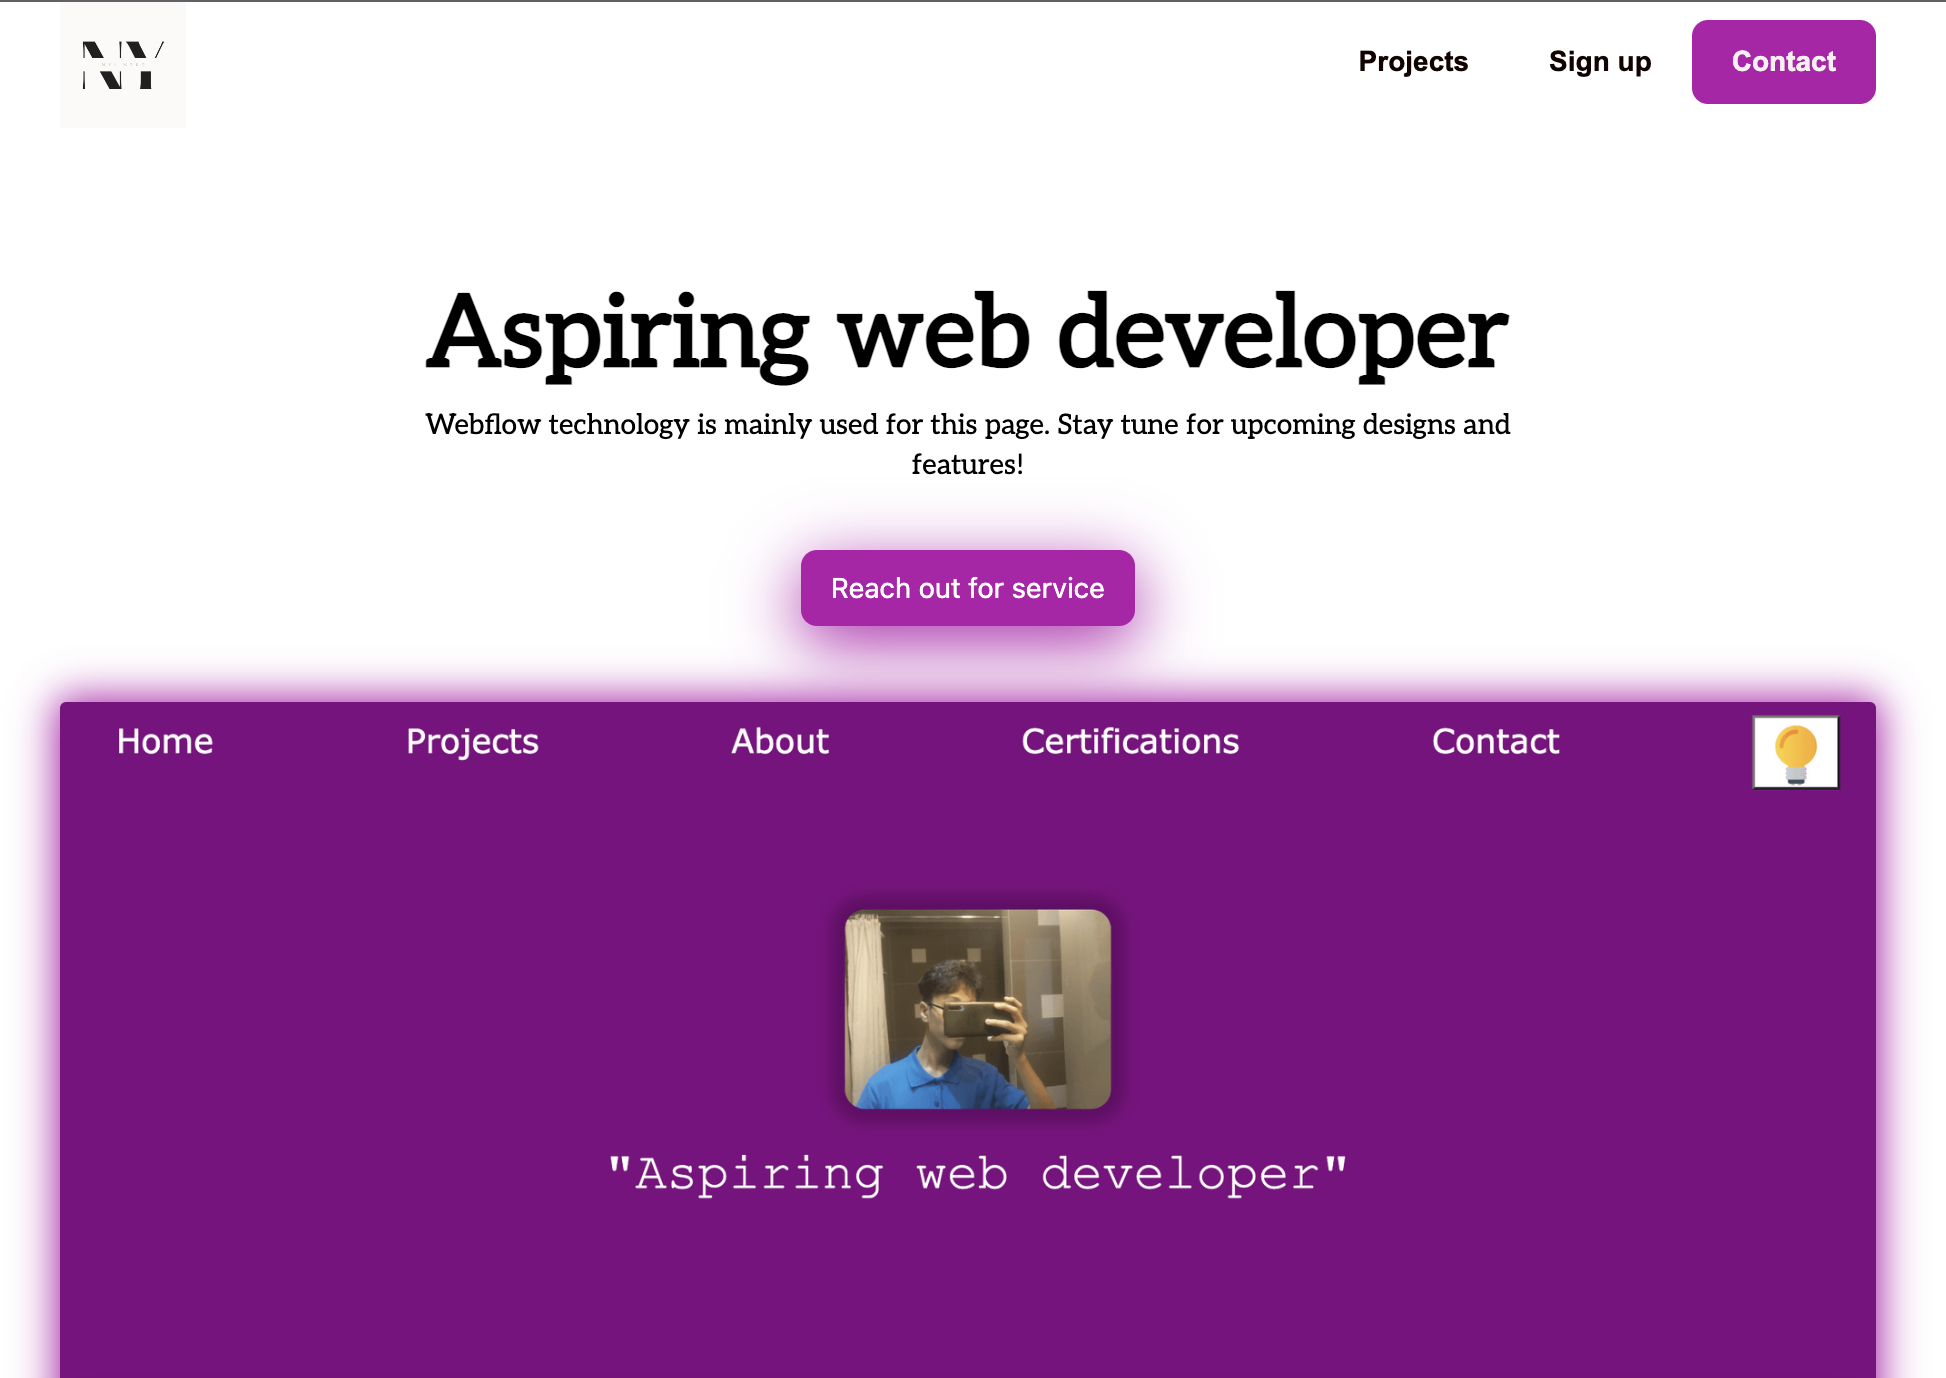 NY
Projects
Sign up
Contact
Aspiring web developer
Webflow technology is mainly used for this page. Stay tune for upcoming designs and
features!
Reach out for service
Home
Projects
About
Certifications
Contact
"Aspiring web developer"